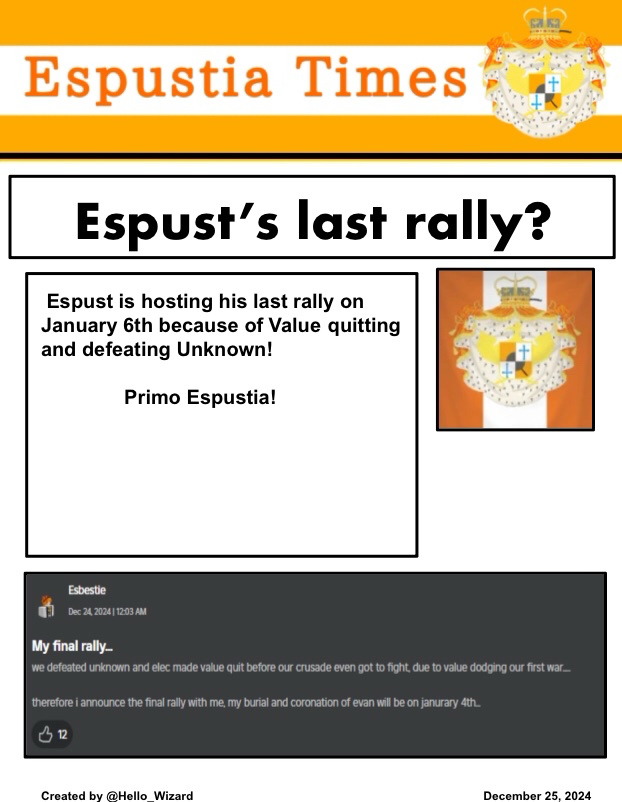 Espustia Times
Espust’s last rally?
Espust is hosting his last rally on
January 6th because of Value quitting
and defeating Unknown!
Primo Espustia!
Esbestie
Dec 24, 2024 | 12:03 AM
My final rally...
we defeated unknown and elec made value quit before our crusade even got to fight, due to value dodging our first war....
therefore i announce the final rally with me, my burial and coronation of evan will be on janurary 4th...
12
Created by @Hello_Wizard
December 25, 2024